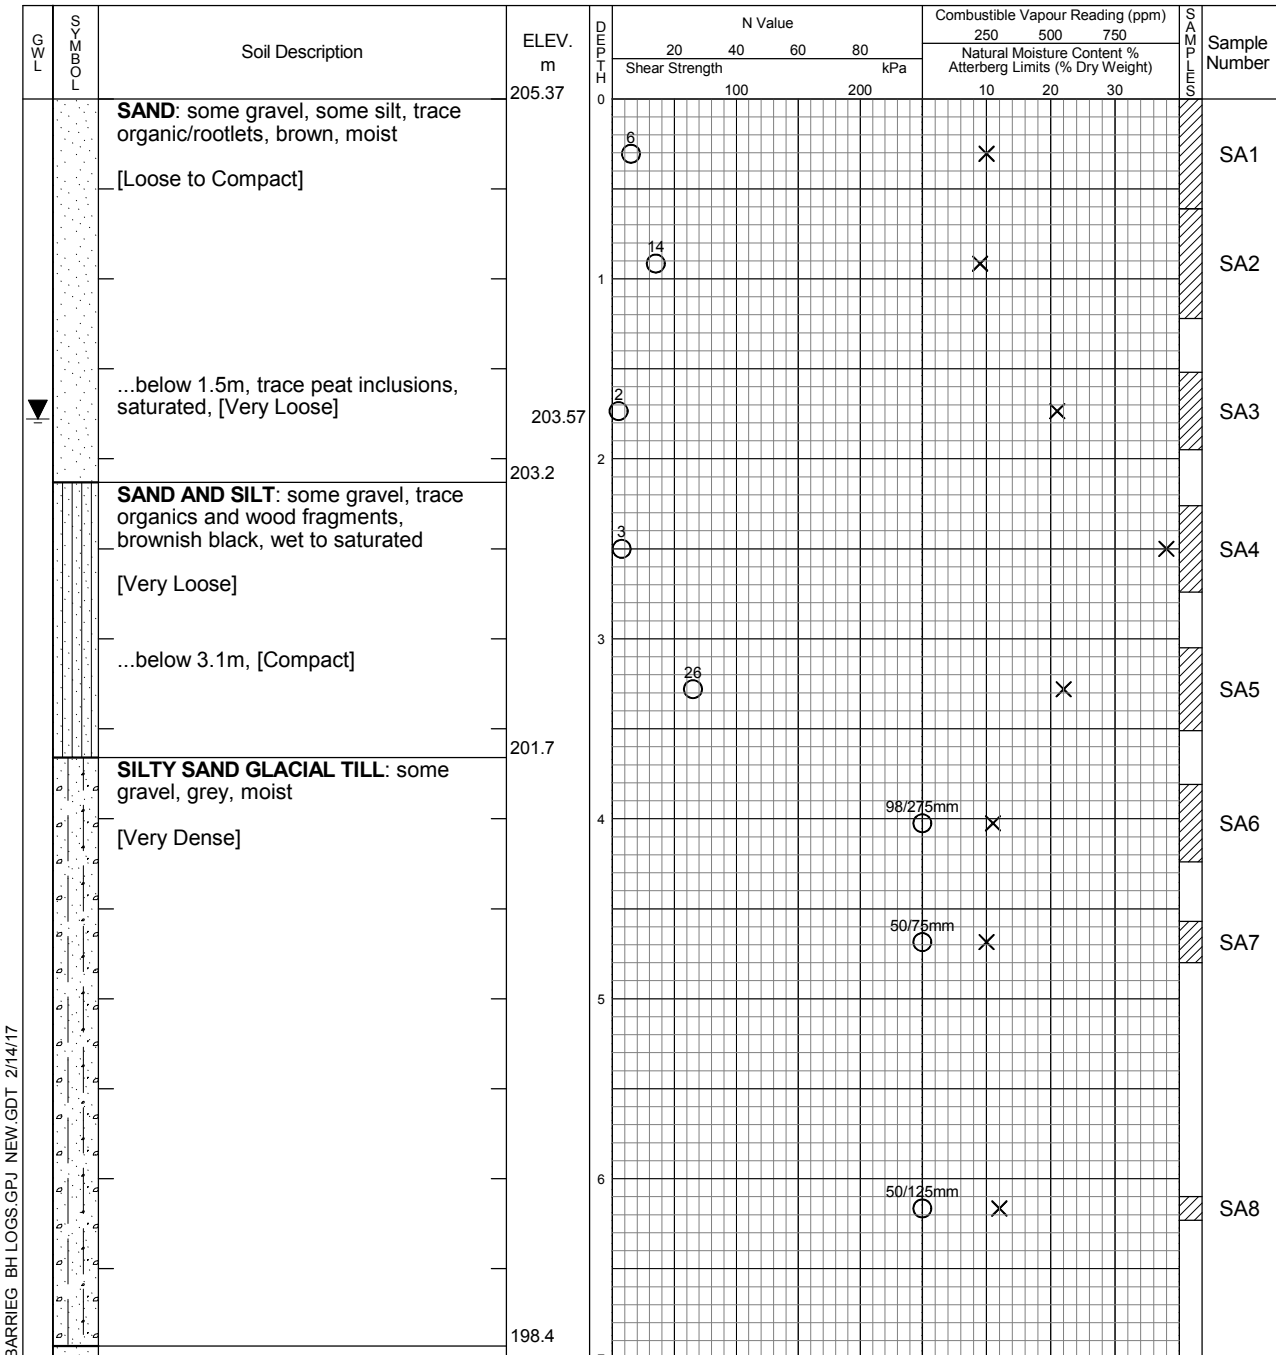 GWL
SYMBOL
Soil Description
ELEV.
m
205.37
DEPTH
N Value
20 40 60 80
Shear Strength kPa
100 200
Combustible Vapour Reading (ppm)
250 500 750
Natural Moisture Content %
Atterberg Limits (% Dry Weight)
10 20 30
SAMPLES
Sample
Number
0
SAND: some gravel, some silt, trace
organic/rootlets, brown, moist
[Loose to Compact]
6
SA1
14
SA2
1
...below 1.5m, trace peat inclusions,
saturated, [Very Loose]
203.57
2
SA3
2
203.2
SAND AND SILT: some gravel, trace
organics and wood fragments,
brownish black, wet to saturated
3
SA4
[Very Loose]
3
...below 3.1m, [Compact]
26
SA5
201.7
SILTY SAND GLACIAL TILL: some
gravel, grey, moist
98/275mm
4
SA6
[Very Dense]
50/75mm
SA7
5
6
50/125mm
SA8
198.4
BARRIEG BH LOGS.GPJ NEW.GDT 2/14/17